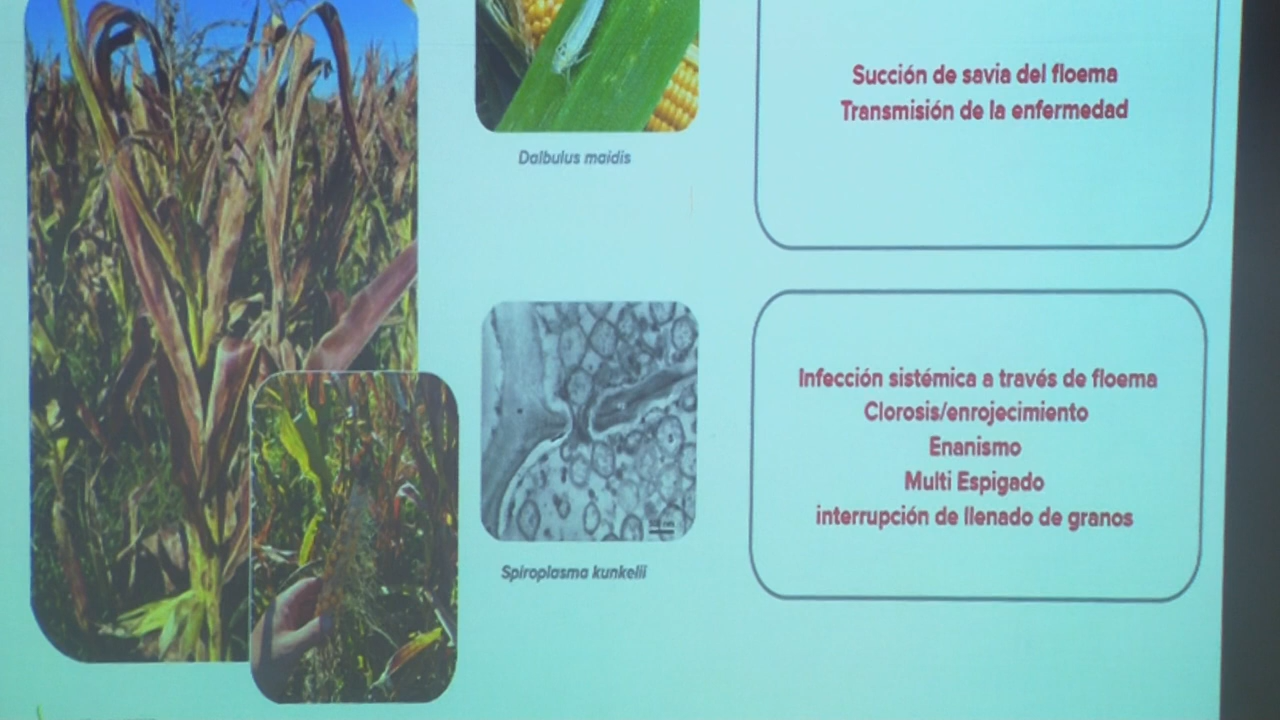 Succión de savia del floema
Transmisión de la enfermedad
Dalbulus maidis
Infección sistémica a través de floema
Clorosis/enrojecimiento
Enanismo
Multi Espigado
interrupción de llenado de granos
Spiroplasma kunkelii